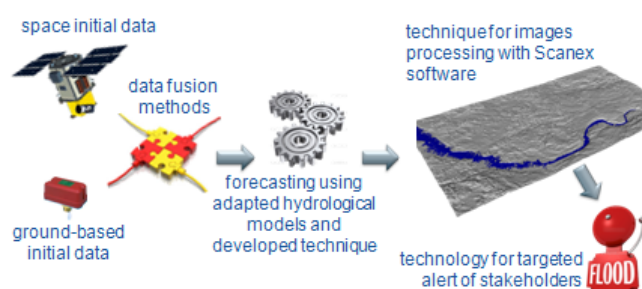 space initial data
data fusion
methods
ground-based
initial data
forecasting using
adapted hydrological
models and
developed technique
technique for images
processing with Scanex
software
technology for targeted
alert of stakeholders
FLOOD